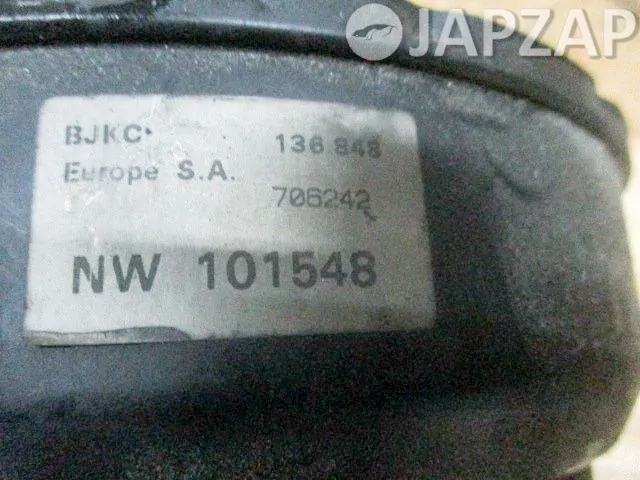 JAPZAP
BJKC 136 848
Europe S.A.
706242
NW 101548